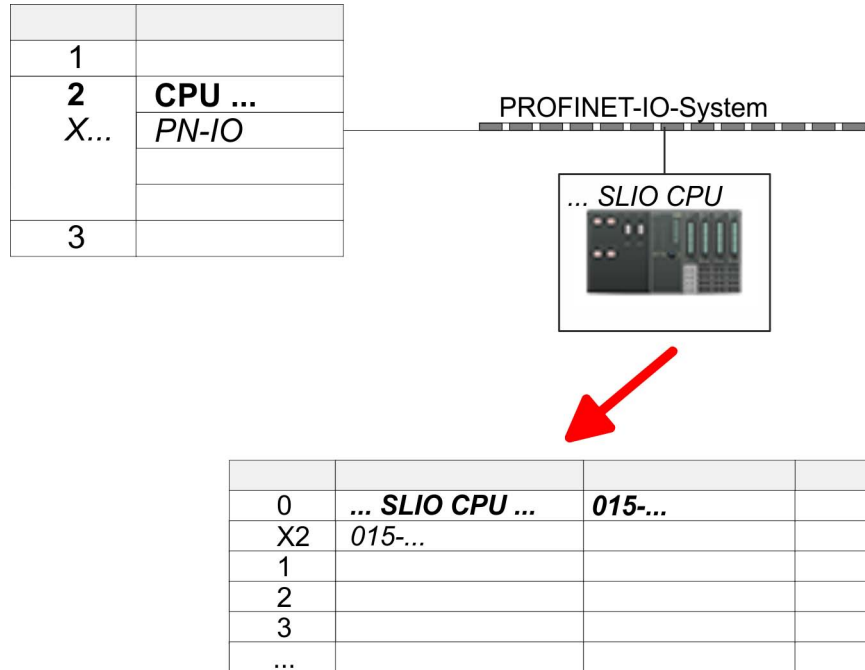 1
2 CPU ...
X... PN-IO
3
PROFINET-IO-System
... SLIO CPU
0 ... SLIO CPU ... 015-...
X2 015-...
1
2
3
...